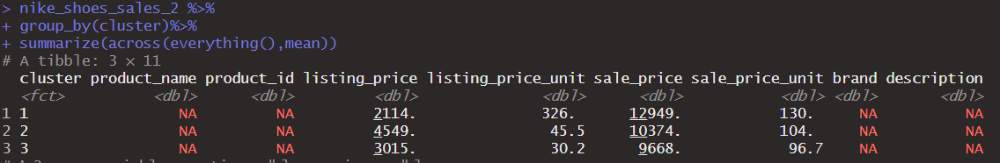 > nike_shoes_sales_2 %>%
+ group_by(cluster)%>%
+ summarize(across(everything(),mean))
# A tibble: 3 × 11
cluster product_name product_id listing_price listing_price_unit sale_price sale_price_unit brand description
<fct> <dbl> <dbl> <dbl> <dbl> <dbl> <dbl> <dbl> <dbl>
1 1 NA NA 2114. 326. 12949. 130. NA NA
2 2 NA NA 4549. 45.5 10374. 104. NA NA
3 3 NA NA 3015. 30.2 9668. 96.7 NA NA